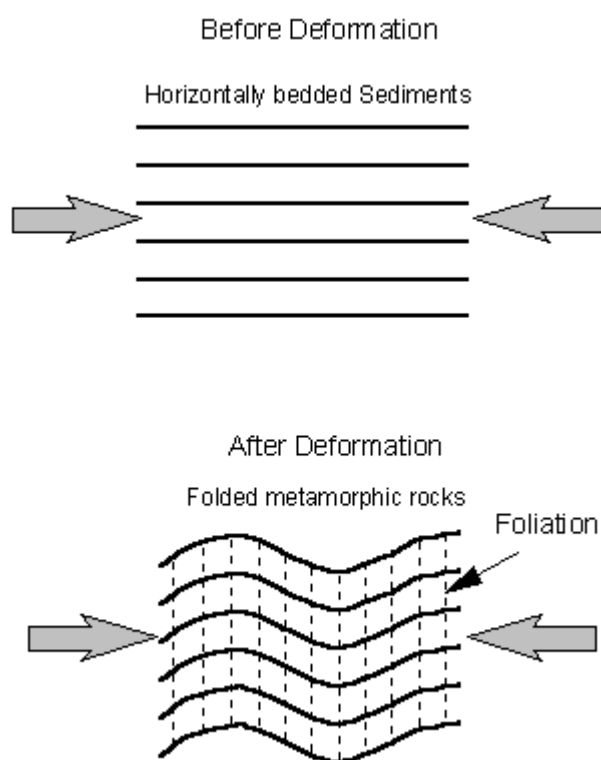 Before Deformation
Horizontally bedded Sediments
After Deformation
Folded metamorphic rocks
Foliation